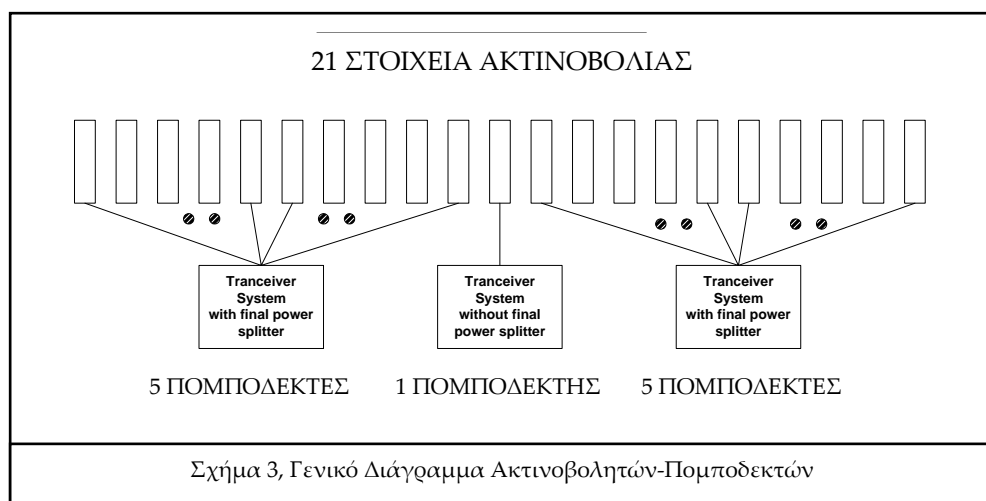 21 ΣΤΟΙΧΕΙΑ ΑΚΤΙΝΟΒΟΛΙΑΣ
Tranceiver
System
with final power
splitter
Tranceiver
System
without final
power splitter
Tranceiver
System
with final power
splitter
5 ΠΟΜΠΟΔΕΚΤΕΣ
1 ΠΟΜΠΟΔΕΚΤΗΣ
5 ΠΟΜΠΟΔΕΚΤΕΣ
Σχήμα 3, Γενικό Διάγραμμα Ακτινοβολητών-Πομποδεκτών